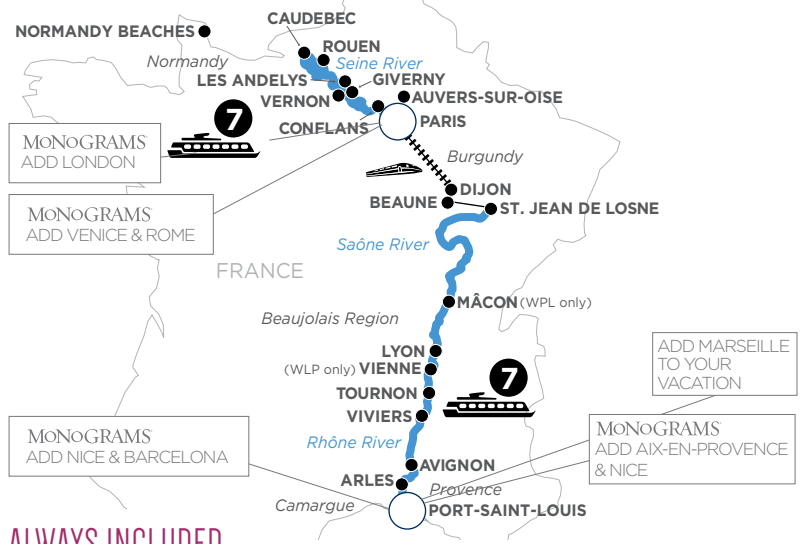 CAUDEBEC
NORMANDY BEACHES
ROUEN
Normandy
Seine River
LES ANDELYS
GIVERNY
VERNON
AUVERS-SUR-OISE
7
CONFLANS
PARIS
MONOGRAMS
ADD LONDON
Burgundy
DIJON
BEAUNE
ST. JEAN DE LOSNE
MONOGRAMS
ADD VENICE & ROME
Saône River
FRANCE
MÂCON (WPL only)
Beaujolais Region
LYON
(WLP only) VIENNE
TOURNON
VIVIERS
7
ADD MARSEILLE
TO YOUR
VACATION
Rhône River
MONOGRAMS
ADD NICE & BARCELONA
MONOGRAMS
ADD AIX-EN-PROVENCE
& NICE
AVIGNON
ARLES
Provence
Camargue
PORT-SAINT-LOUIS
ALWAYS INCLUDED